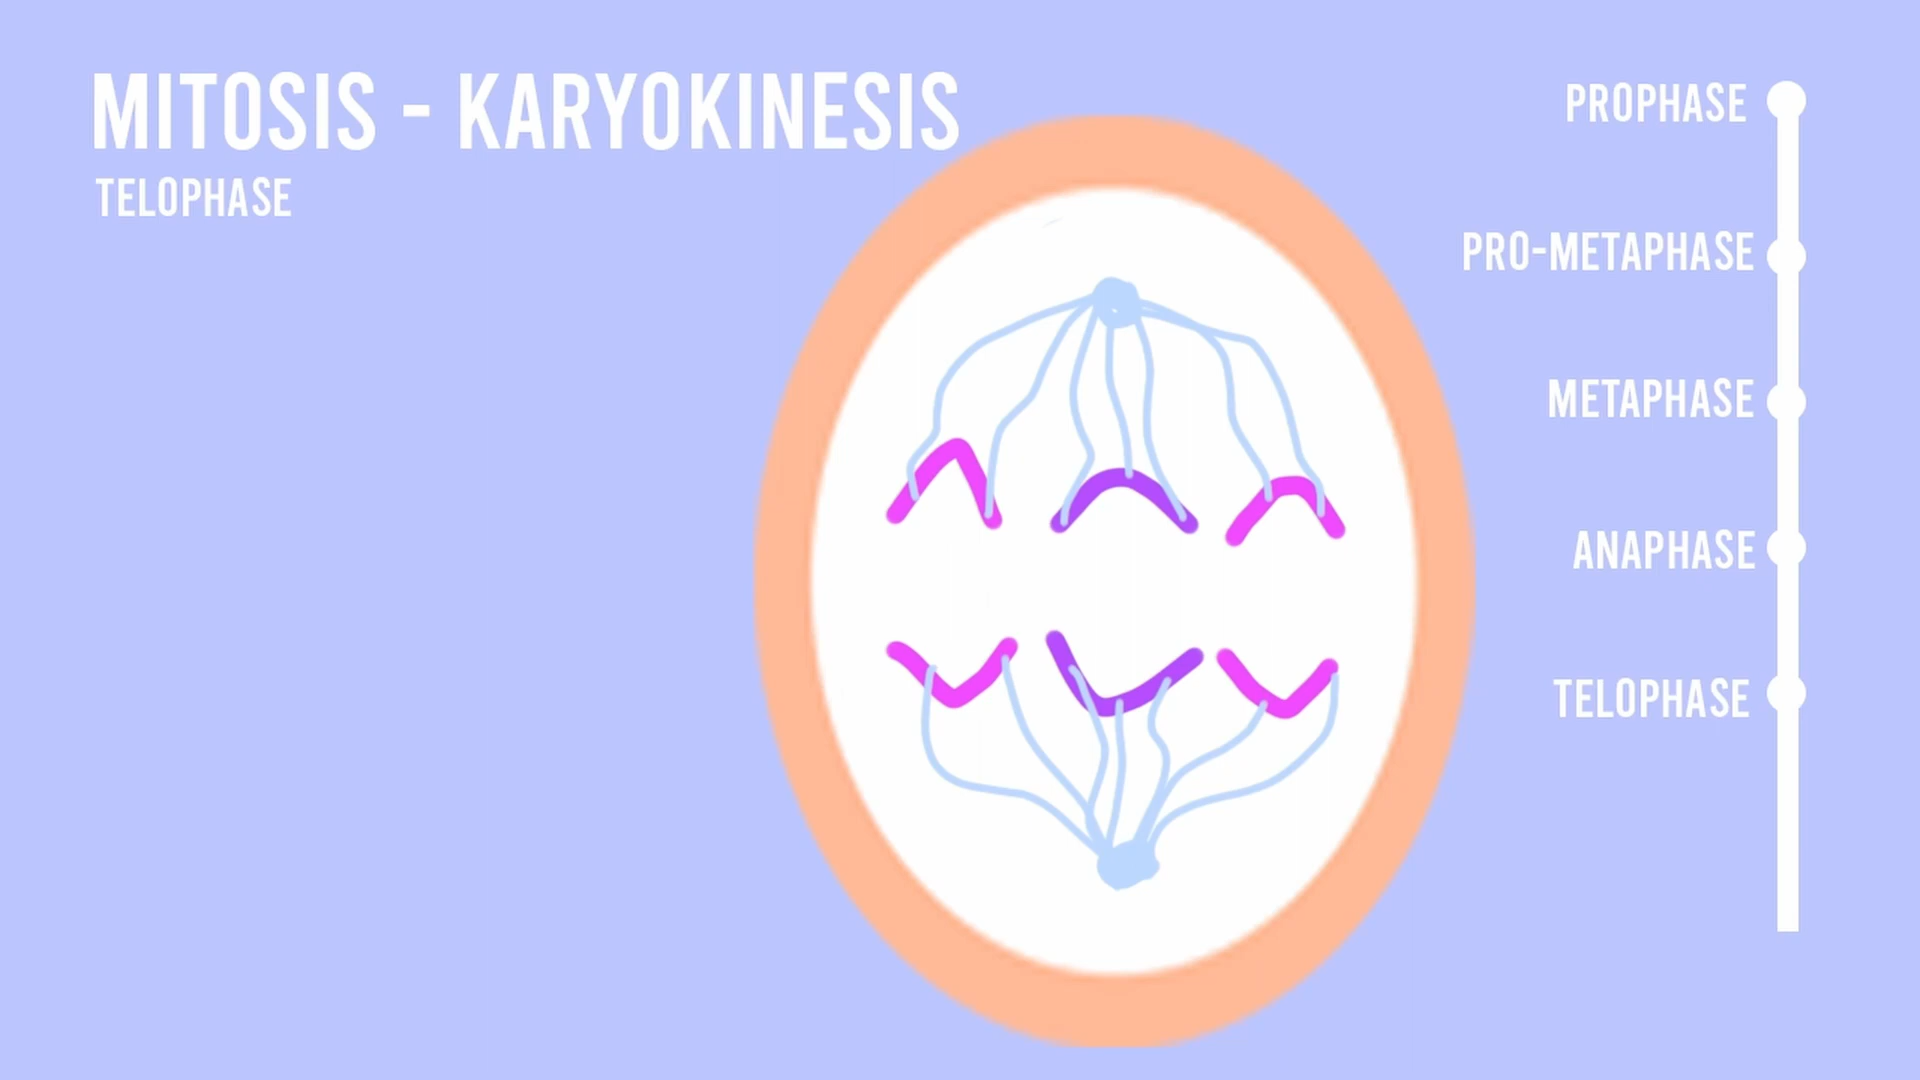 MITOSIS - KARYOKINESIS
TELOPHASE
PROPHASE
PRO-METAPHASE
METAPHASE
ANAPHASE
TELOPHASE